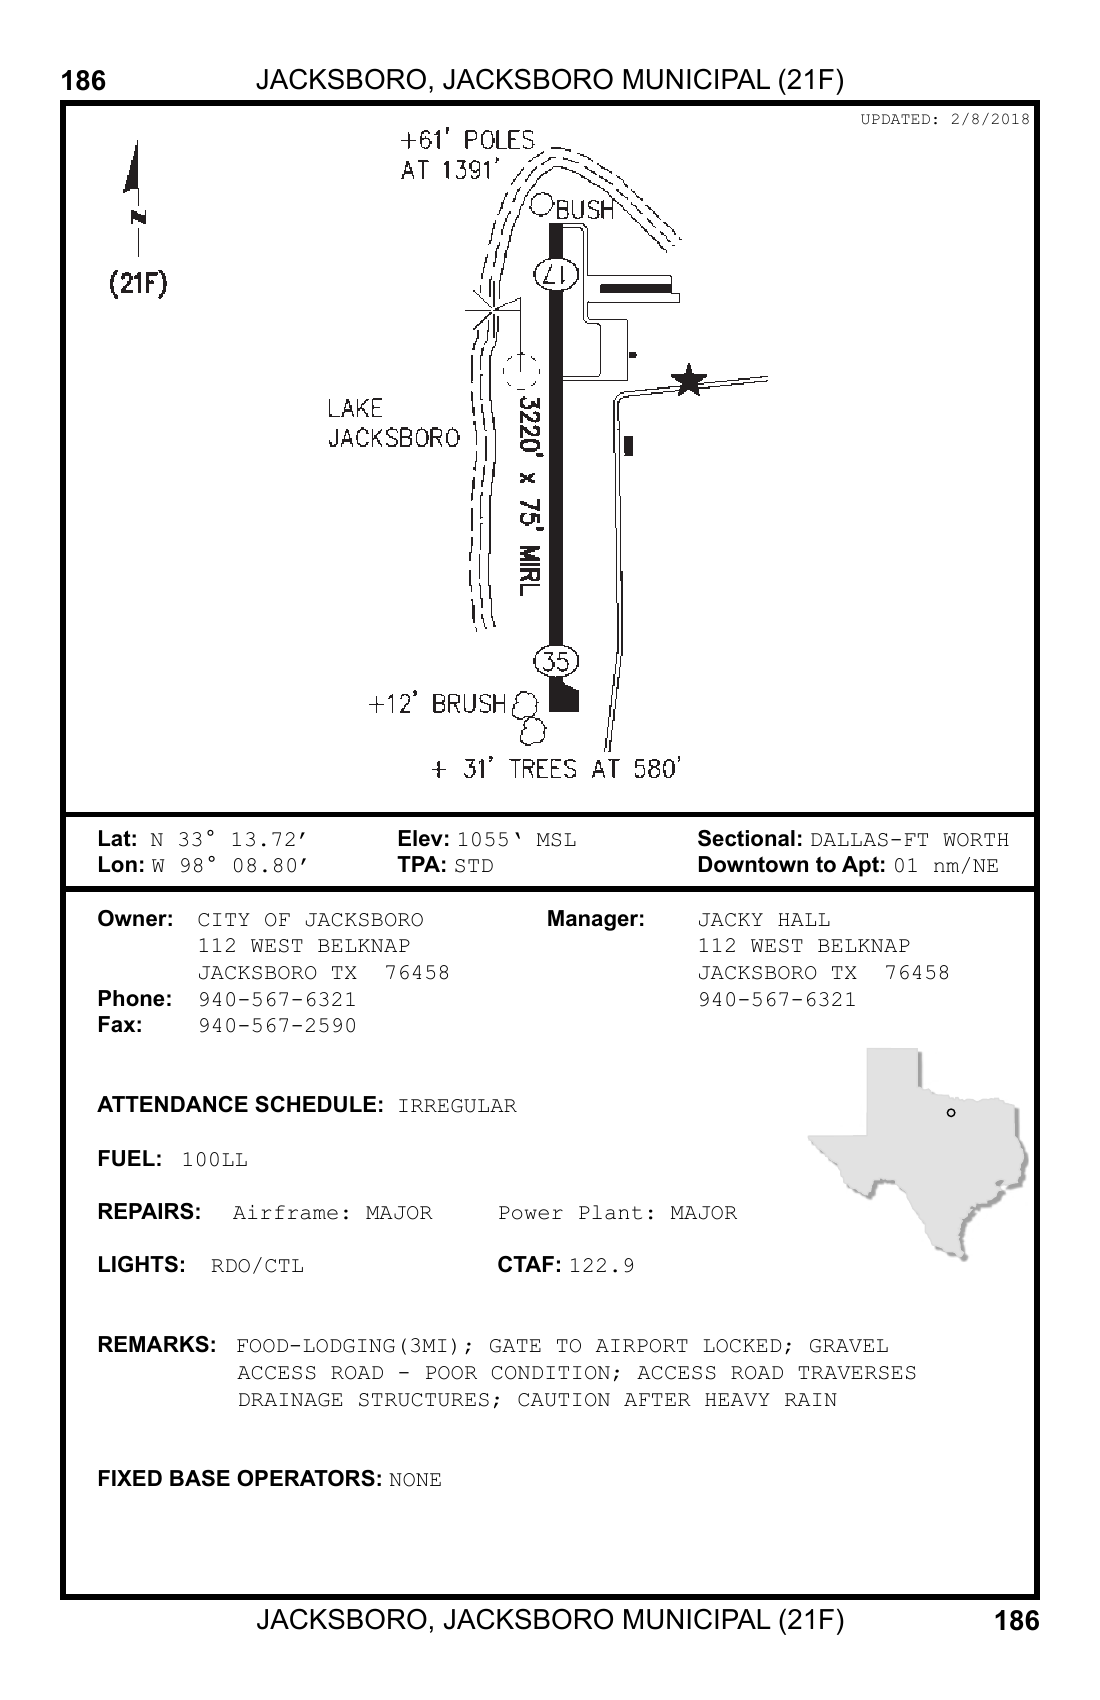 186 JACKSBORO, JACKSBORO MUNICIPAL (21F)
UPDATED: 2/8/2018
+61' POLES
AT 1391'
BUSH
N
(21F)
17
LAKE
JACKSBORO
3220' x 75' MIRL
35
+12' BRUSH
+ 31' TREES AT 580'
Lat: N 33° 13.72′ Elev: 1055‘ MSL Sectional: DALLAS-FT WORTH
Lon: W 98° 08.80′ TPA: STD Downtown to Apt: 01 nm/NE
Owner: CITY OF JACKSBORO Manager: JACKY HALL
112 WEST BELKNAP 112 WEST BELKNAP
JACKSBORO TX 76458 JACKSBORO TX 76458
Phone: 940-567-6321 940-567-6321
Fax: 940-567-2590
ATTENDANCE SCHEDULE: IRREGULAR
FUEL: 100LL
REPAIRS: Airframe: MAJOR Power Plant: MAJOR
LIGHTS: RDO/CTL CTAF: 122.9
REMARKS: FOOD-LODGING(3MI); GATE TO AIRPORT LOCKED; GRAVEL
ACCESS ROAD - POOR CONDITION; ACCESS ROAD TRAVERSES
DRAINAGE STRUCTURES; CAUTION AFTER HEAVY RAIN
FIXED BASE OPERATORS: NONE
JACKSBORO, JACKSBORO MUNICIPAL (21F) 186